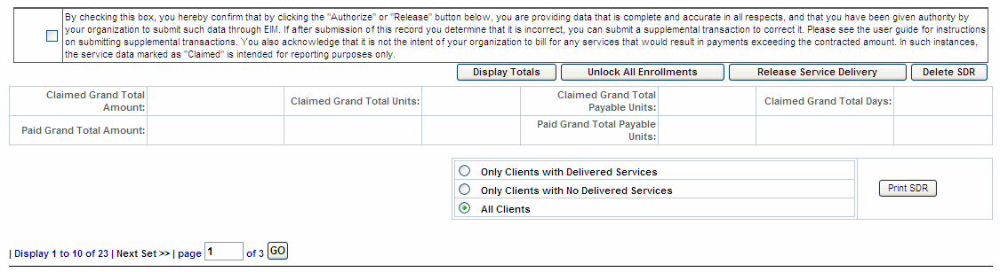 By checking this box, you hereby confirm that by clicking the "Authorize" or "Release" button below, you are providing data that is complete and accurate in all respects, and that you have been given authority by
your organization to submit such data through EIM. If after submission of this record you determine that it is incorrect, you can submit a supplemental transaction to correct it. Please see the user guide for instructions
on submitting supplemental transactions. You also acknowledge that it is not the intent of your organization to bill for any services that would result in payments exceeding the contracted amount. In such instances,
the service data marked as "Claimed" is intended for reporting purposes only.
Display Totals Unlock All Enrollments Release Service Delivery Delete SDR
Claimed Grand Total
Amount:
Claimed Grand Total Units:
Claimed Grand Total
Payable Units:
Claimed Grand Total Days:
Paid Grand Total Amount:
Paid Grand Total Payable
Units:
Only Clients with Delivered Services
Only Clients with No Delivered Services
All Clients
Print SDR
| Display 1 to 10 of 23 | Next Set >> | page 1 of 3 GO